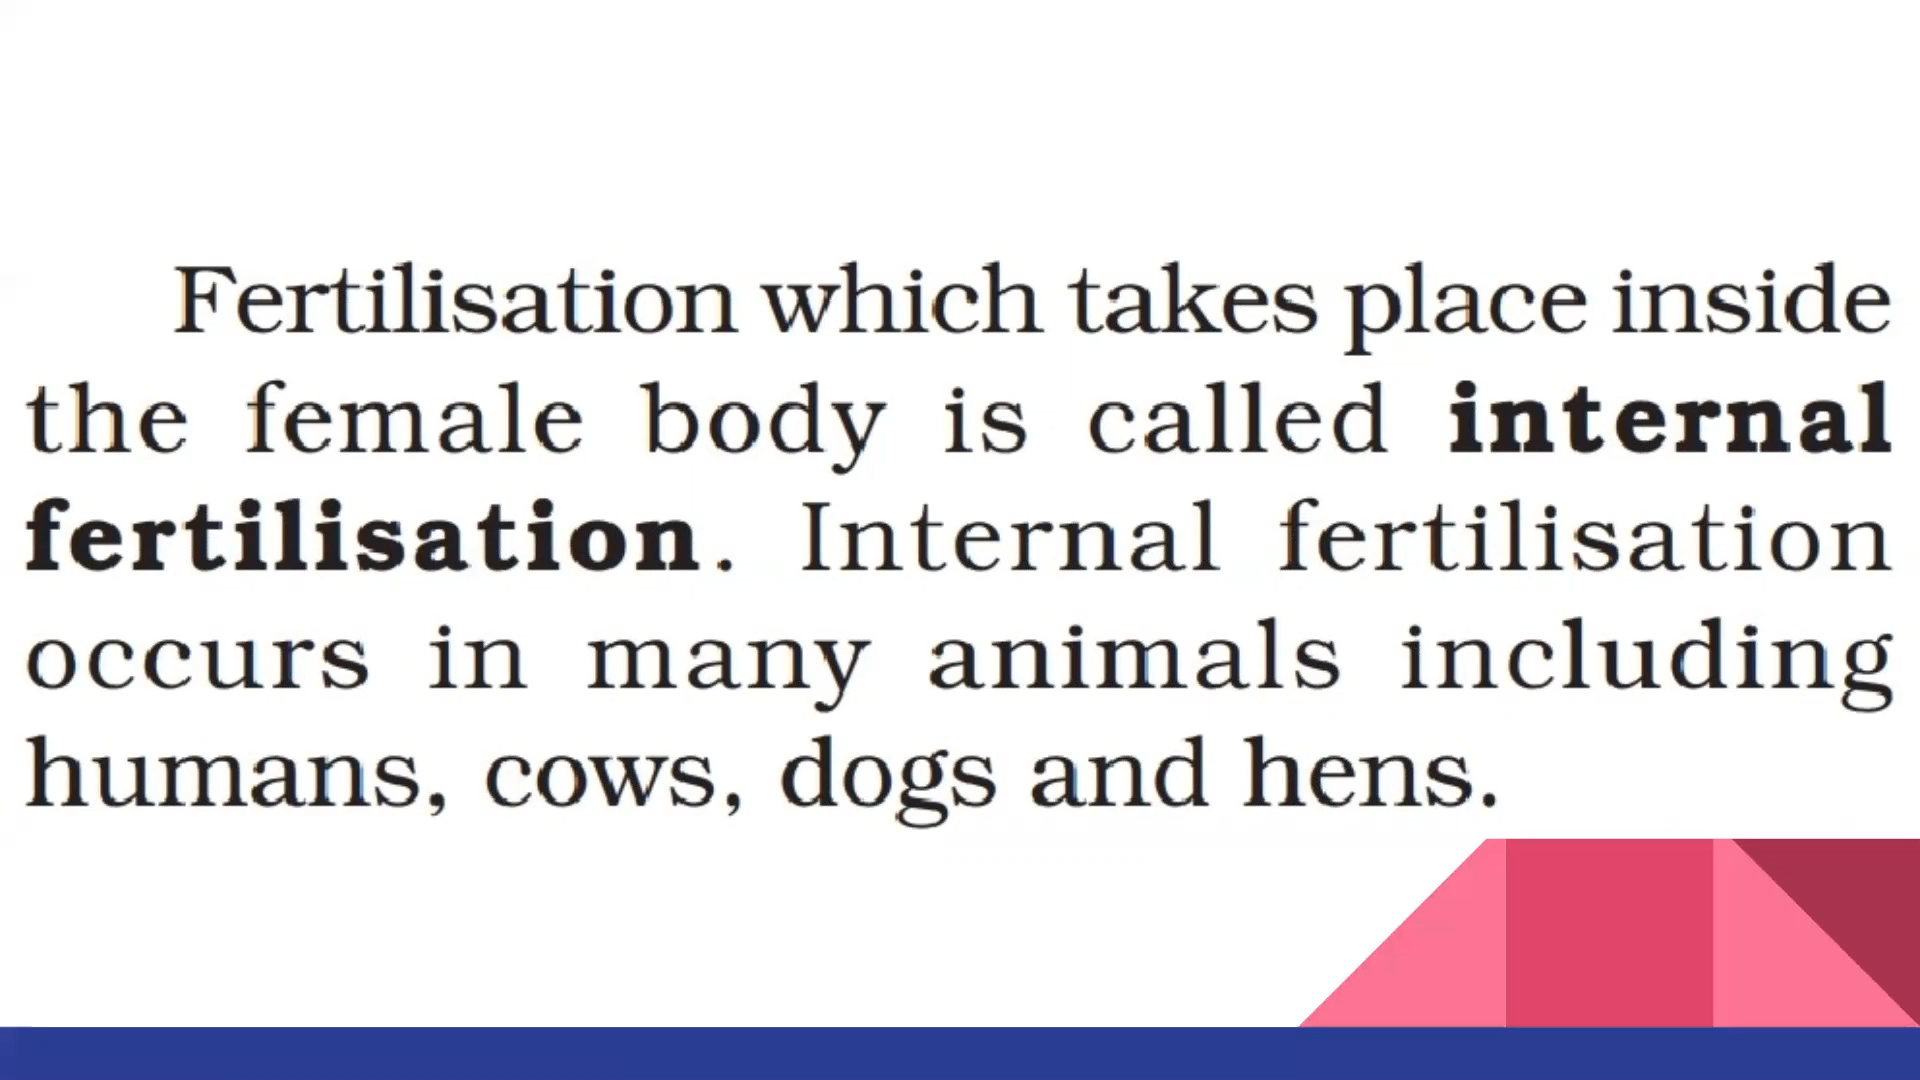 Fertilisation which takes place inside
the female body is called internal
fertilisation. Internal fertilisation
occurs in many animals including
humans, cows, dogs and hens.